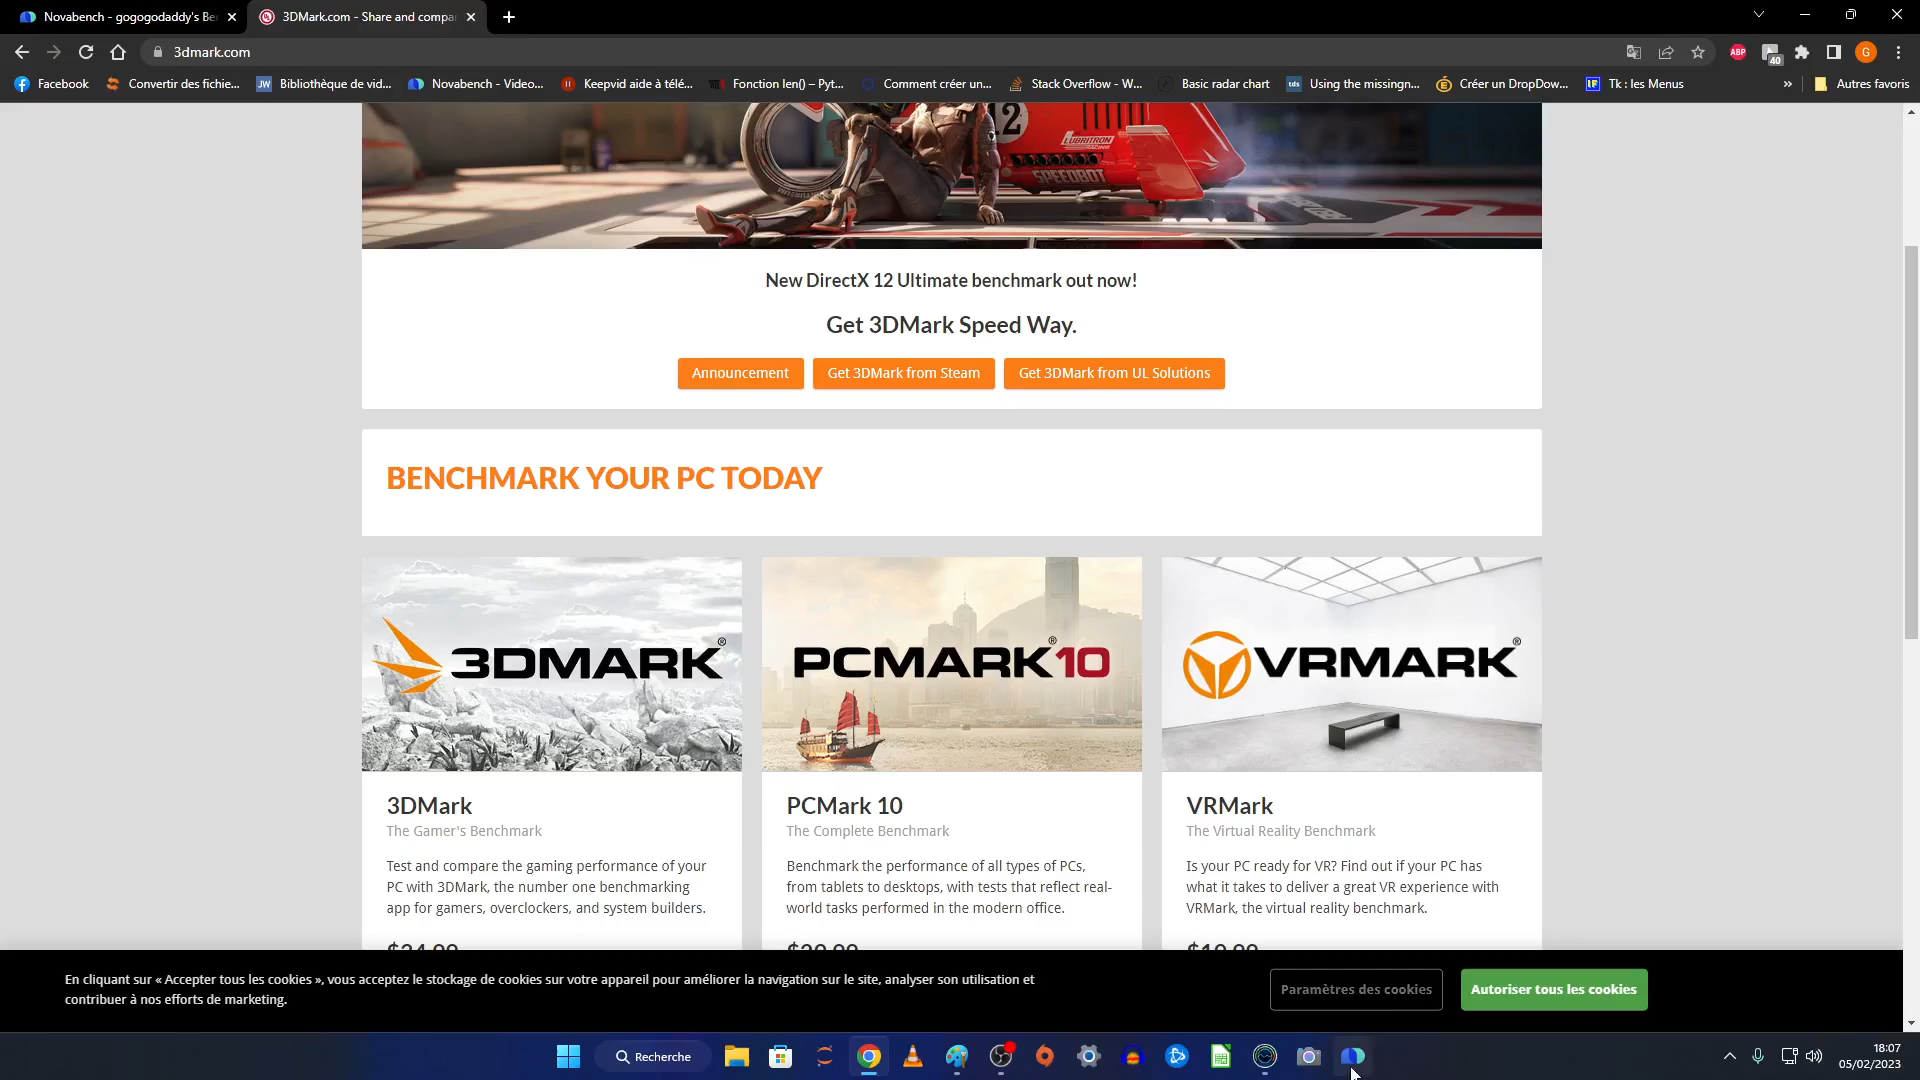 Novabench - gogogodaddy's Be
3DMark.com - Share and compar
3dmark.com
ABP
40
G
Facebook
Convertir des fichie...
JW
Bibliothèque de vid...
Novabench - Video...
Keepvid aide à télé...
Fonction len() – Pyt...
Comment créer un...
Stack Overflow - W...
Basic radar chart
tds
Using the missingn...
Créer un DropDow...
Tk : les Menus
»
Autres favoris
12
LUBRITRON
SPEEDBOT
New DirectX 12 Ultimate benchmark out now!
Get 3DMark Speed Way.
Announcement
Get 3DMark from Steam
Get 3DMark from UL Solutions
BENCHMARK YOUR PC TODAY
3DMARK®
PCMARK®10
VRMARK®
3DMark
The Gamer's Benchmark
Test and compare the gaming performance of your
PC with 3DMark, the number one benchmarking
app for gamers, overclockers, and system builders.
PCMark 10
The Complete Benchmark
Benchmark the performance of all types of PCs,
from tablets to desktops, with tests that reflect real-
world tasks performed in the modern office.
VRMark
The Virtual Reality Benchmark
Is your PC ready for VR? Find out if your PC has
what it takes to deliver a great VR experience with
VRMark, the virtual reality benchmark.
En cliquant sur « Accepter tous les cookies », vous acceptez le stockage de cookies sur votre appareil pour améliorer la navigation sur le site, analyser son utilisation et
contribuer à nos efforts de marketing.
Paramètres des cookies
Autoriser tous les cookies
Recherche
18:07
05/02/2023